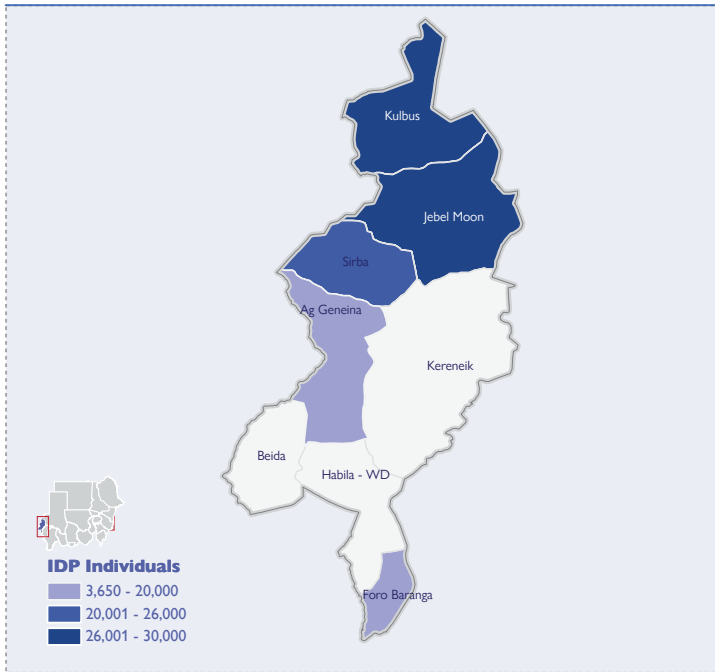 Kulbus
Jebel Moon
Sirba
Ag Geneina
Kereneik
Beida
Habila - WD
Foro Baranga
IDP Individuals
3,650 - 20,000
20,001 - 26,000
26,001 - 30,000